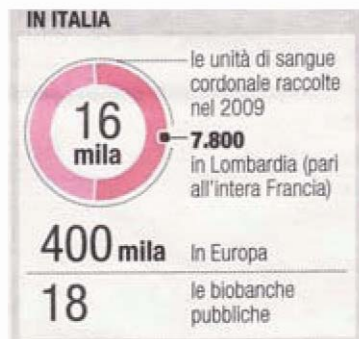 IN ITALIA
16
mila
le unità di sangue
cordonale raccolte
nel 2009
7.800
in Lombardia (pari
all'intera Francia)
400 mila In Europa
18 le biobanche
pubbliche